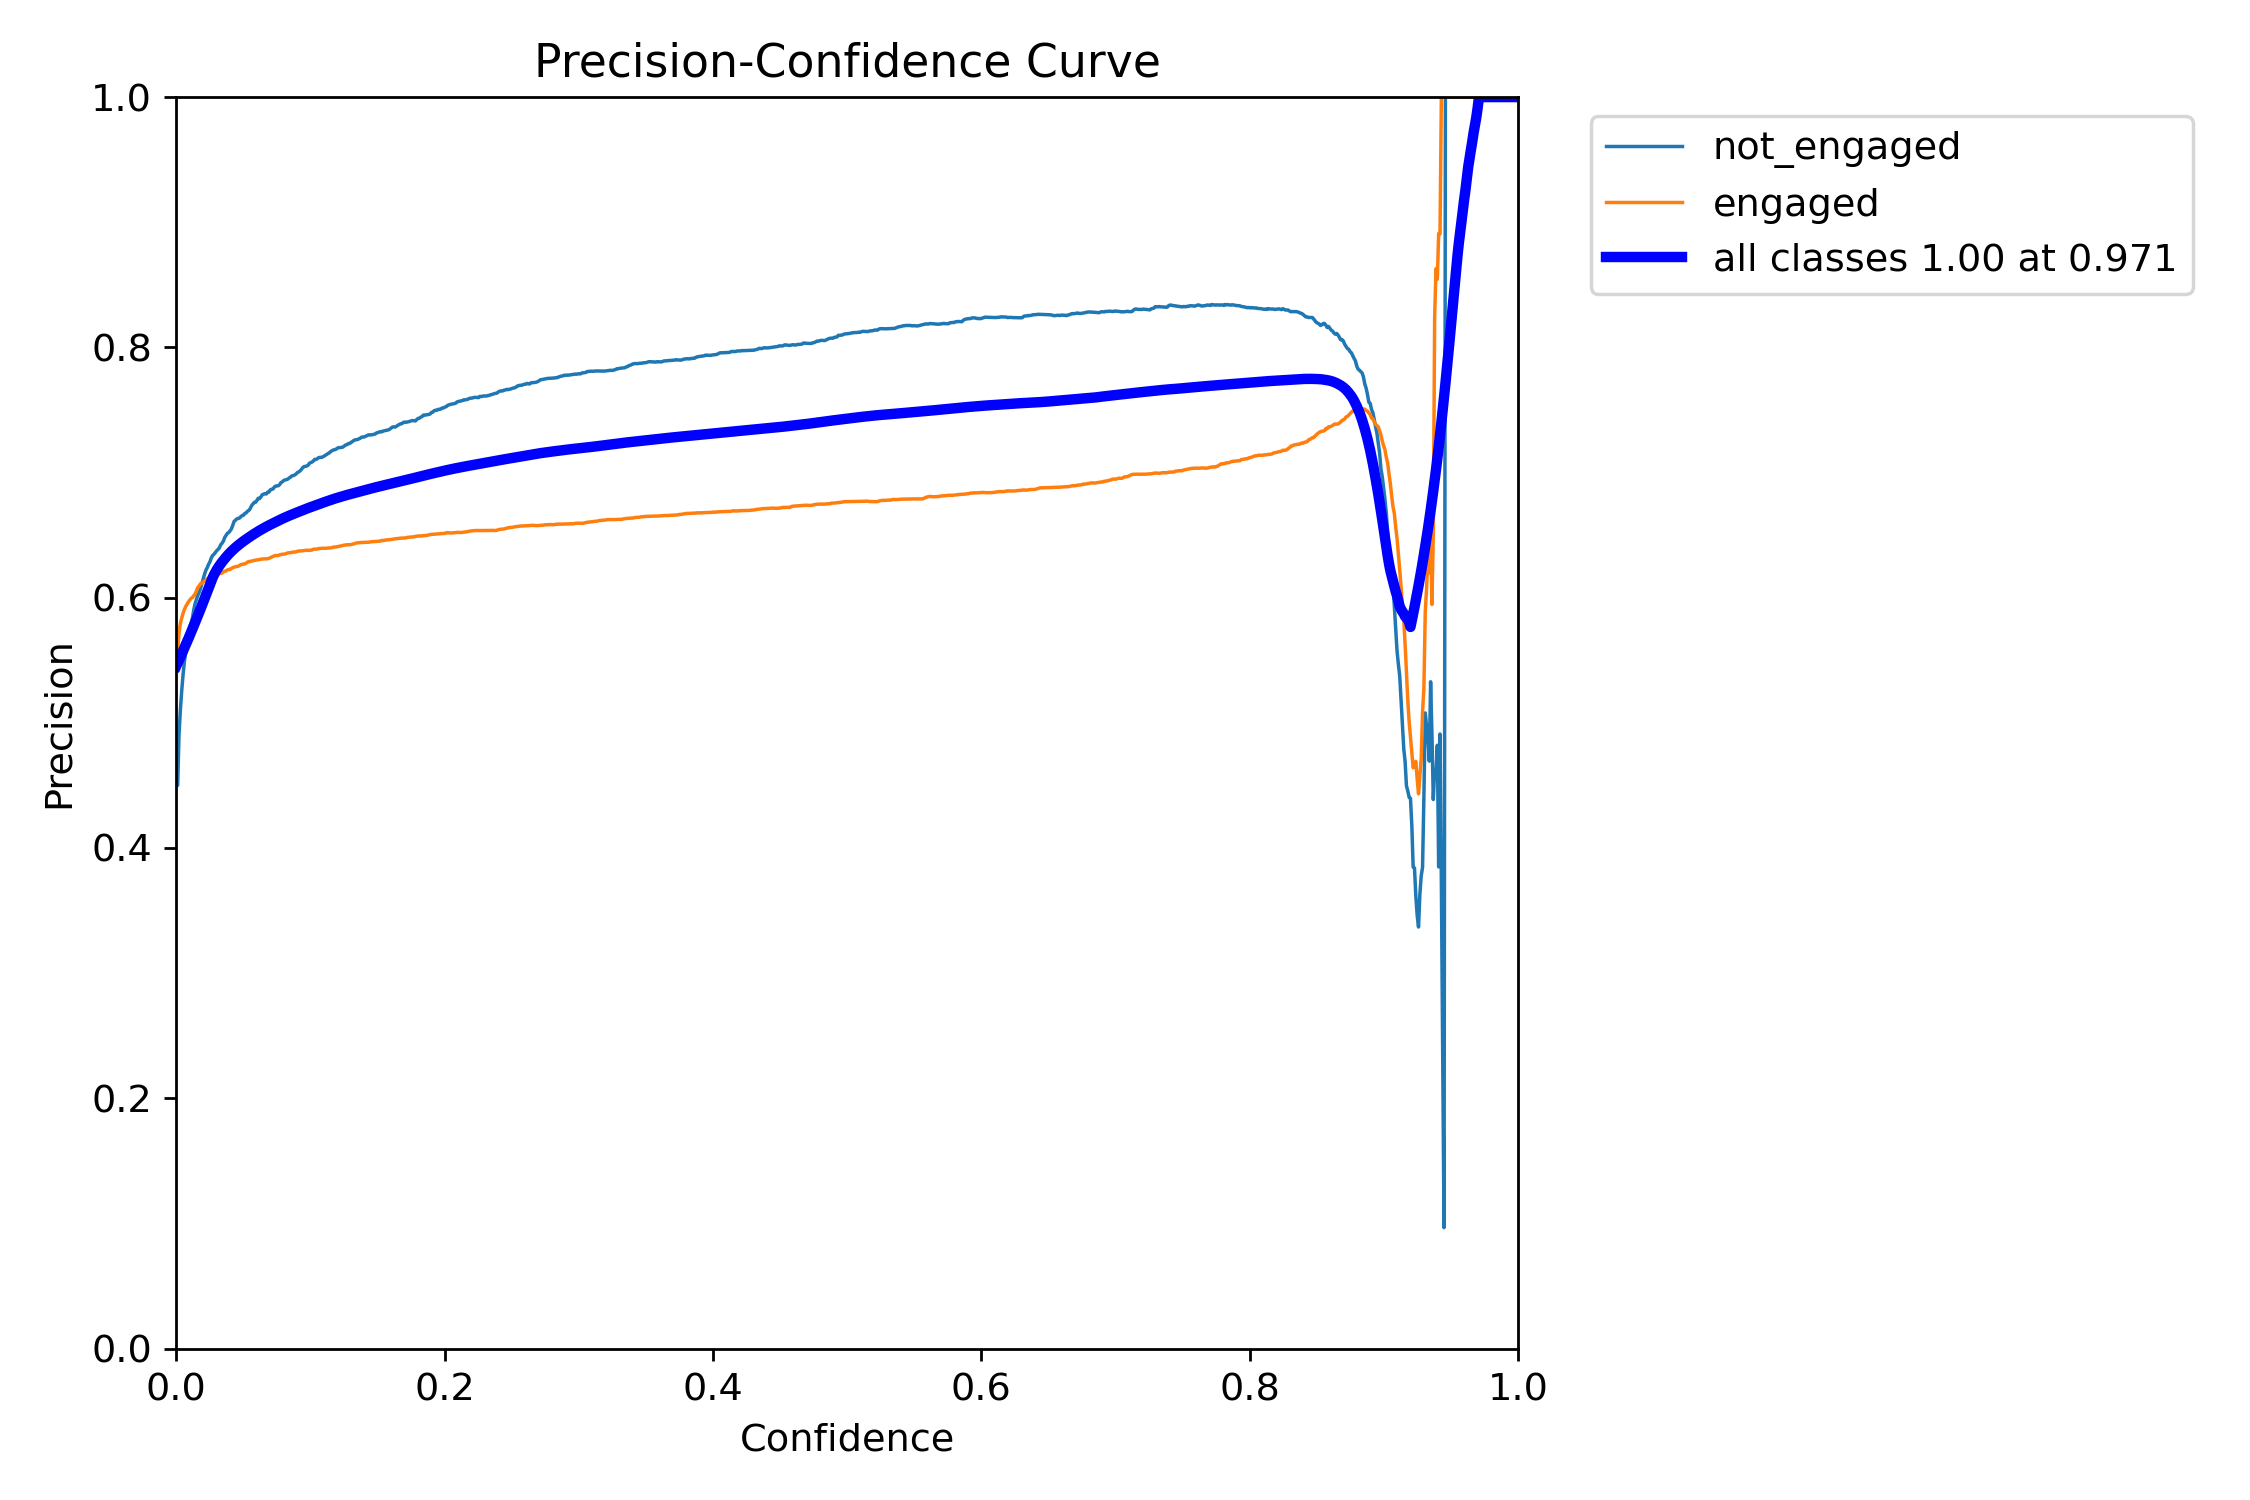 Precision-Confidence Curve
1.0
0.8
0.6
0.4
0.2
0.0
Precision
0.0 0.2 0.4 0.6 0.8 1.0
Confidence
not_engaged
engaged
all classes 1.00 at 0.971